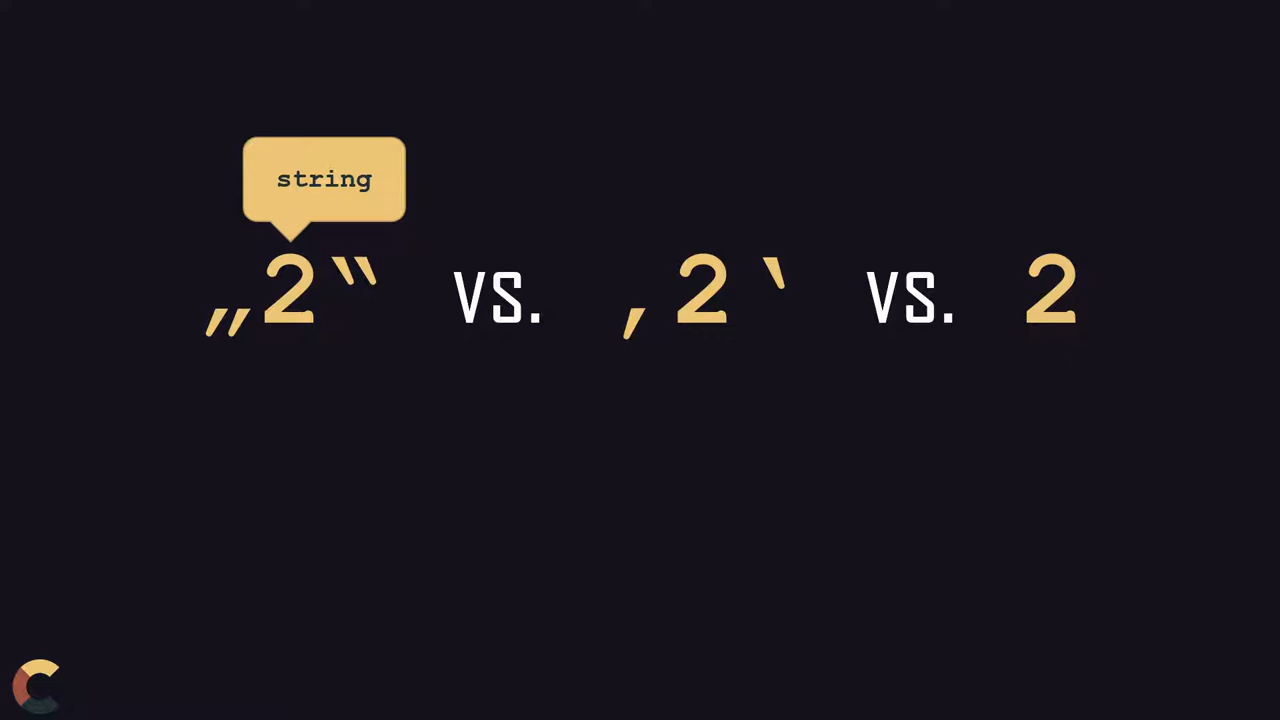 string
„2‟ vs. ‚2‛ vs. 2